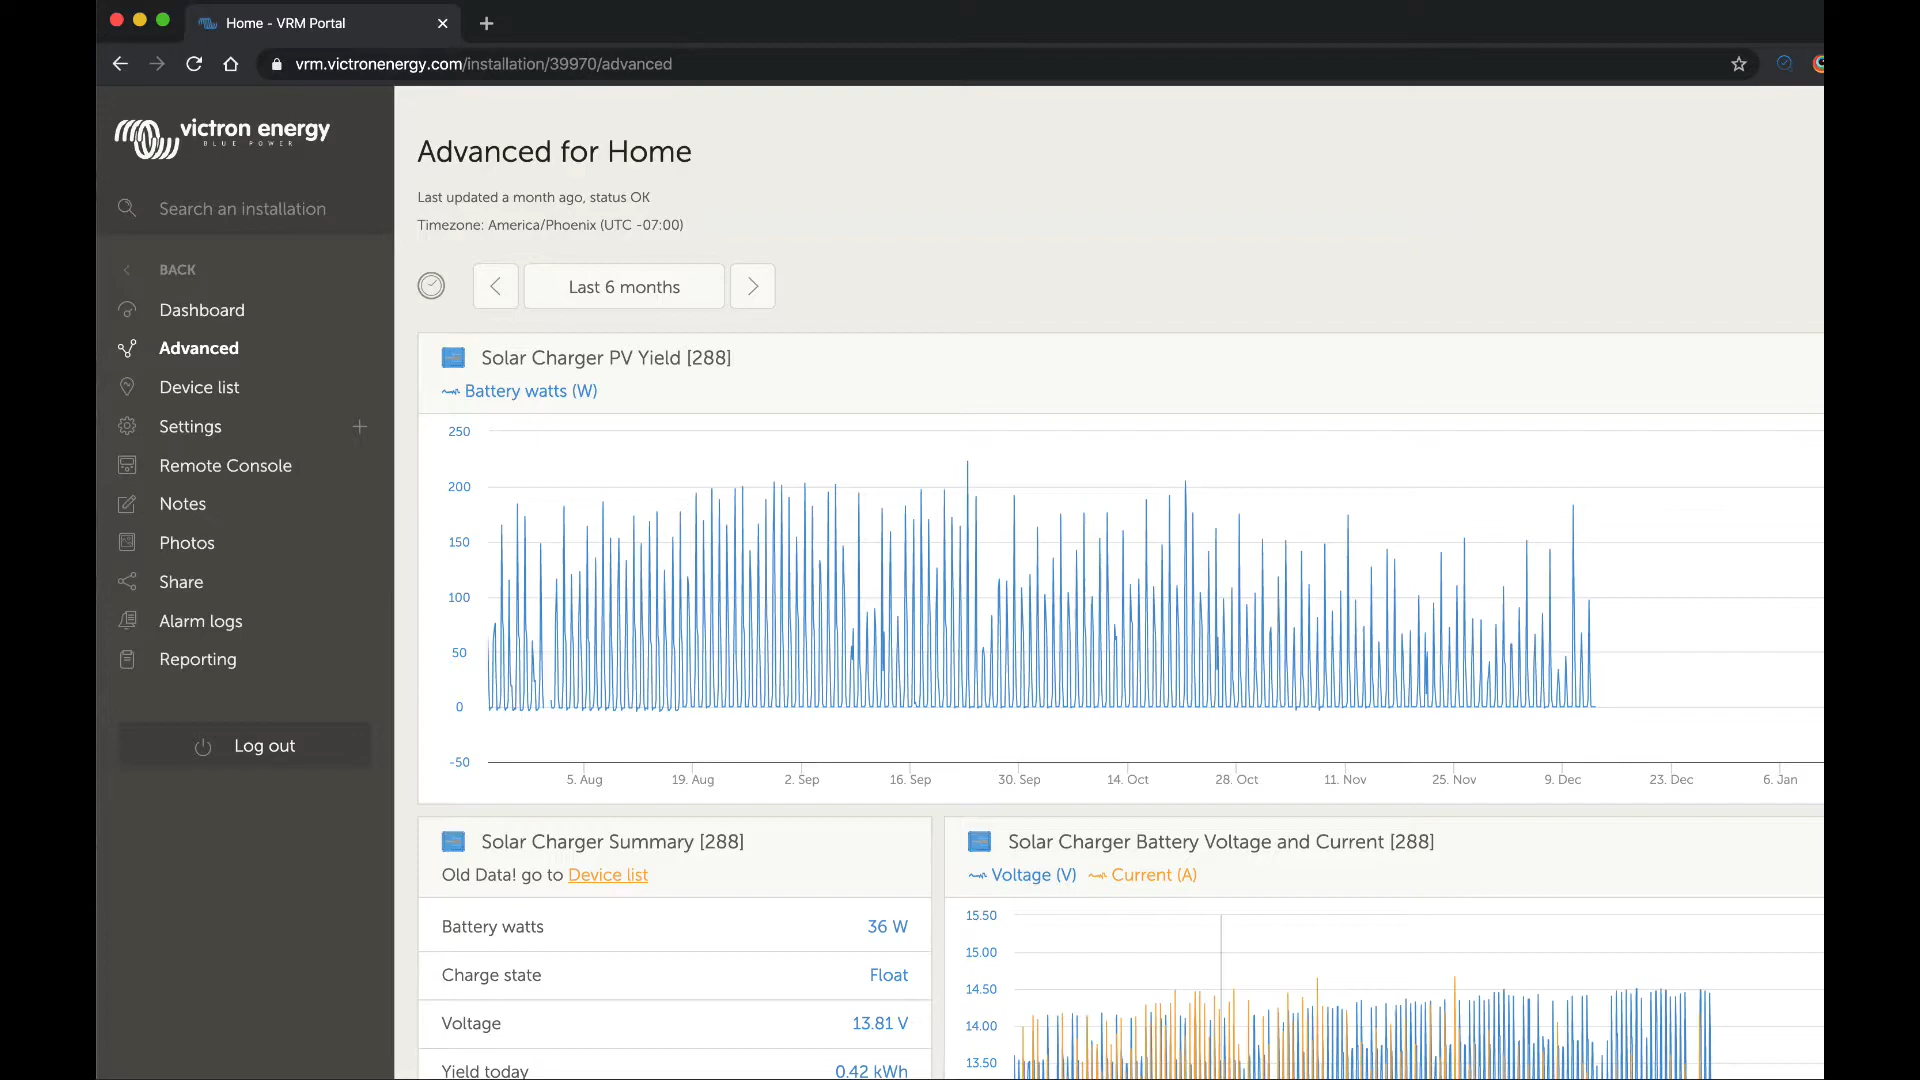 Home - VRM Portal
vrm.victronenergy.com/installation/39970/advanced
victron energy
BLUE POWER
Search an installation
BACK
Dashboard
Advanced
Device list
Settings
Remote Console
Notes
Photos
Share
Alarm logs
Reporting
Log out
Advanced for Home
Last updated a month ago, status OK
Timezone: America/Phoenix (UTC -07:00)
Last 6 months
Solar Charger PV Yield [288]
Battery watts (W)
250
200
150
100
50
0
-50
5. Aug 19. Aug 2. Sep 16. Sep 30. Sep 14. Oct 28. Oct 11. Nov 25. Nov 9. Dec 23. Dec 6. Jan
Solar Charger Summary [288]
Old Data! go to Device list
Battery watts 36 W
Charge state Float
Voltage 13.81 V
Yield today 0.42 kWh
Solar Charger Battery Voltage and Current [288]
Voltage (V) Current (A)
15.50
15.00
14.50
14.00
13.50